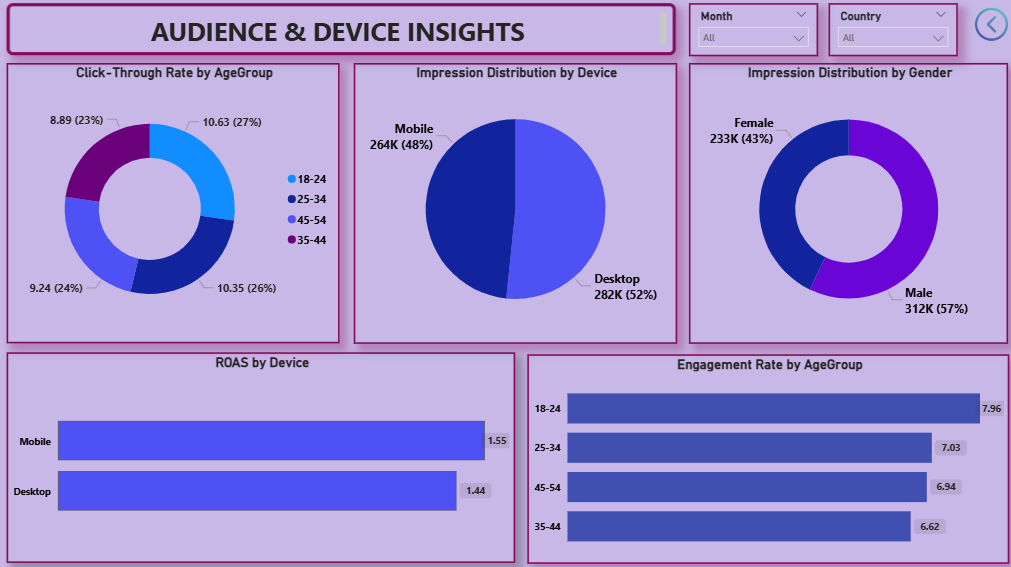 AUDIENCE & DEVICE INSIGHTS
Month
All
Country
All
Click-Through Rate by AgeGroup
8.89 (23%)
10.63 (27%)
9.24 (24%)
10.35 (26%)
18-24
25-34
45-54
35-44
Impression Distribution by Device
Mobile
264K (48%)
Desktop
282K (52%)
Impression Distribution by Gender
Female
233K (43%)
Male
312K (57%)
ROAS by Device
Mobile
1.55
Desktop
1.44
Engagement Rate by AgeGroup
18-24
7.96
25-34
7.03
45-54
6.94
35-44
6.62